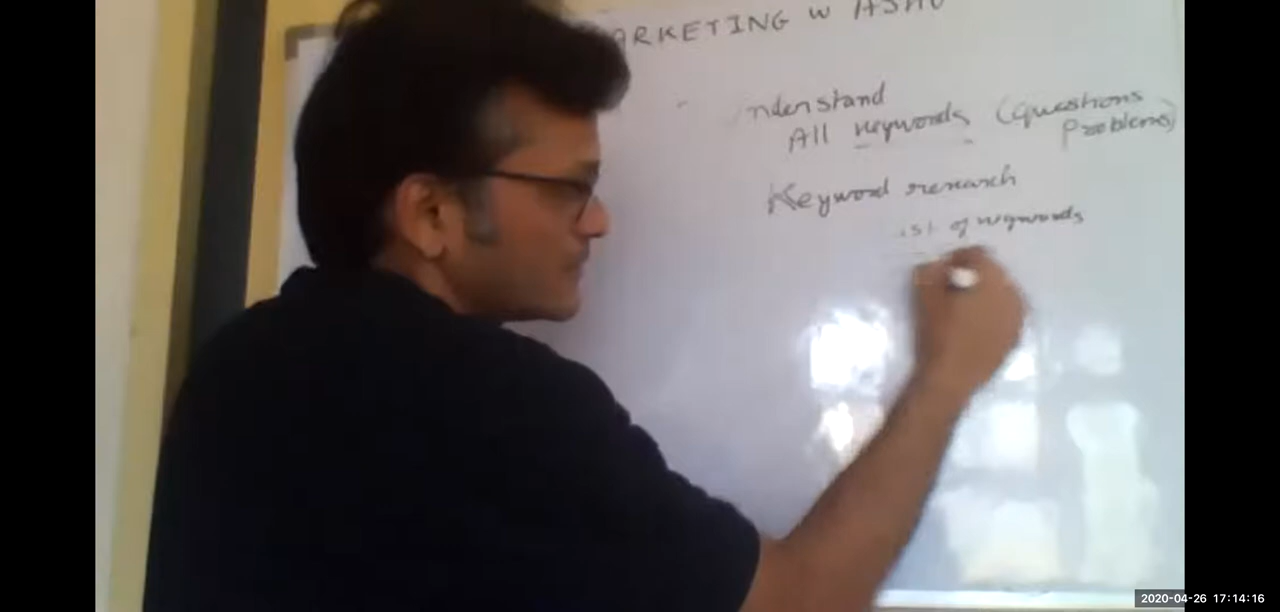 ARKETING W ASHU
nderstand
All keywords (questions
problems)
Keyword research
ist of keywords
2020-04-26 17:14:16